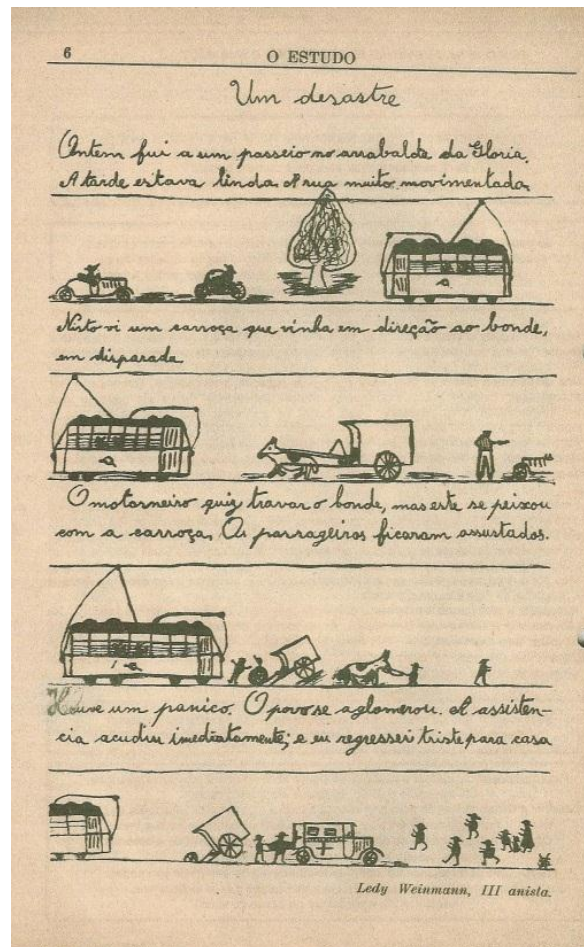 6
O ESTUDO
Um desastre
Ontem fui a um passeio no arrabalde da Gloria.
A tarde estava linda. A rua muito movimentada.
Nisto vi um carroça que vinha em direção ao bonde,
em disparada
O motorneiro quiz travar o bonde, mas este se peixou
com a carroça. Os passageiros ficaram assustados.
Houve um panico. O povo se aglomerou. A assisten-
cia acudiu imediatamente; e eu regressei triste para casa
Ledy Weinmann, III anista.